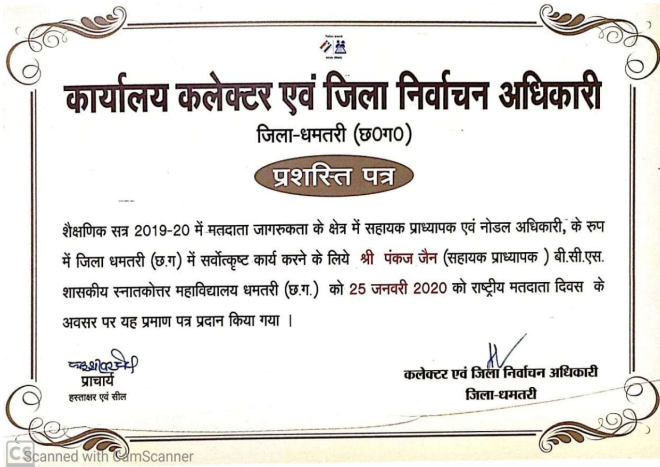 कार्यालय कलेक्टर एवं जिला निर्वाचन अधिकारी
जिला-धमतरी (छ0ग0)
प्रशस्ति पत्र
शैक्षणिक सत्र 2019-20 में मतदाता जागरुकता के क्षेत्र में सहायक प्राध्यापक एवं नोडल अधिकारी, के रुप
में जिला धमतरी (छ.ग) में सर्वोत्कृष्ट कार्य करने के लिये श्री पंकज जैन (सहायक प्राध्यापक ) बी.सी.एस.
शासकीय स्नातकोत्तर महाविद्यालय धमतरी (छ.ग.) को 25 जनवरी 2020 को राष्ट्रीय मतदाता दिवस के
अवसर पर यह प्रमाण पत्र प्रदान किया गया ।
प्राचार्य
हस्ताक्षर एवं सील
कलेक्टर एवं जिला निर्वाचन अधिकारी
जिला-धमतरी
CS Scanned with CamScanner